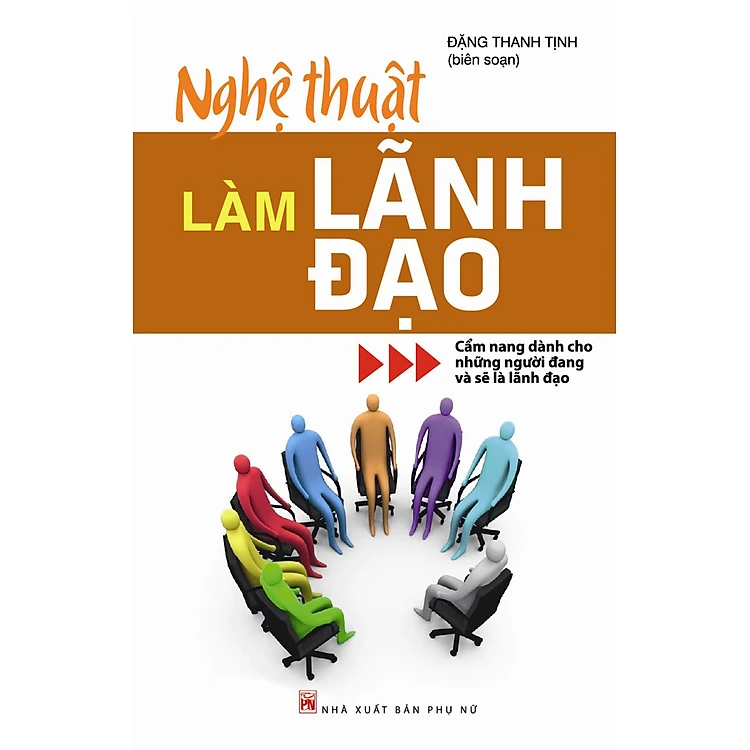 ĐẶNG THANH TỊNH
(biên soạn)
Nghệ thuật
LÀM LÃNH
ĐẠO
Cẩm nang dành cho
những người đang
và sẽ là lãnh đạo
PN
NHÀ XUẤT BẢN PHỤ NỮ